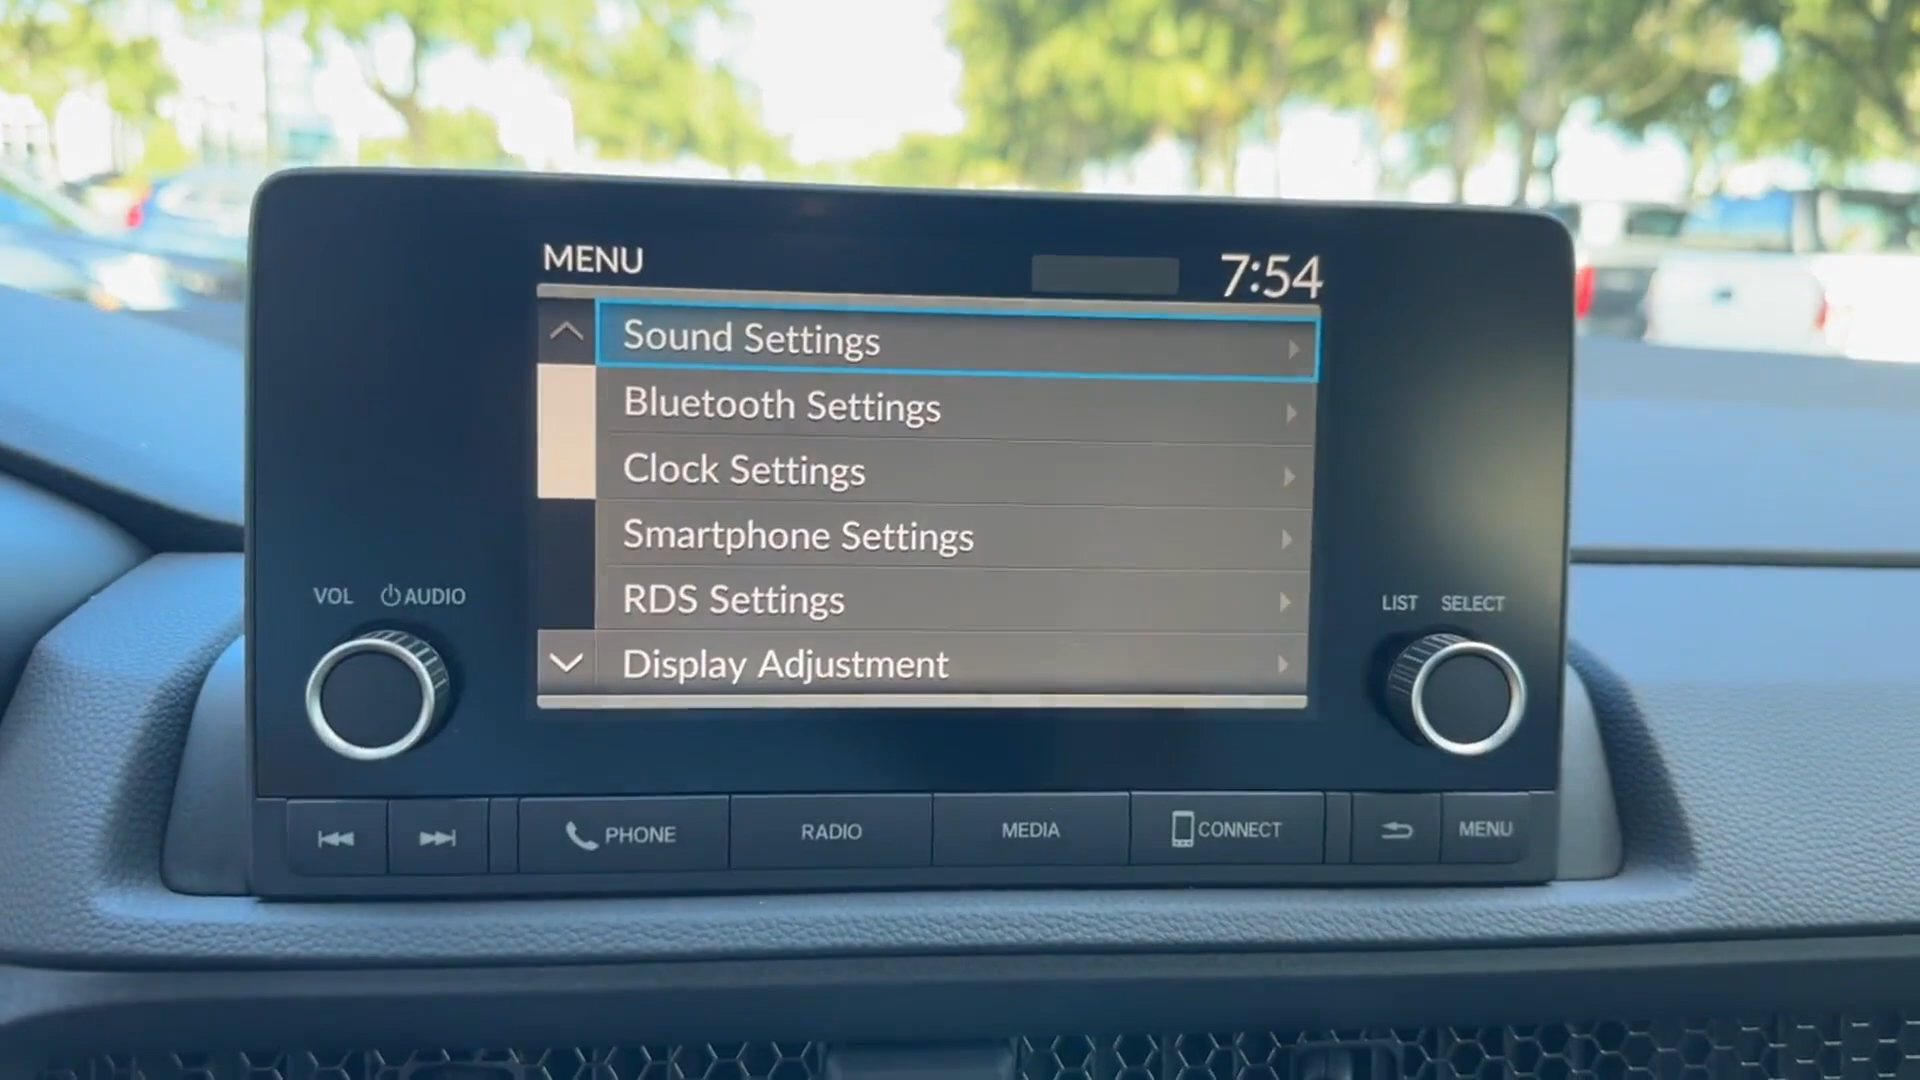 MENU
7:54
Sound Settings
Bluetooth Settings
Clock Settings
Smartphone Settings
RDS Settings
Display Adjustment
VOL AUDIO
LIST SELECT
PHONE
RADIO
MEDIA
CONNECT
MENU